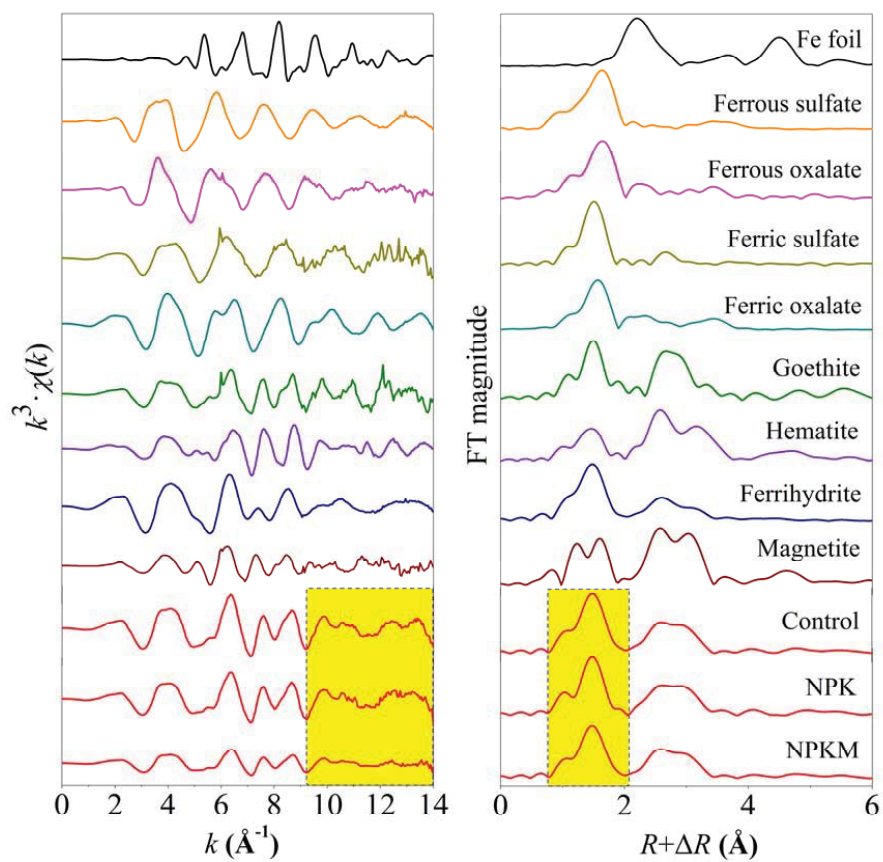 Fe foil
Ferrous sulfate
Ferrous oxalate
Ferric sulfate
Ferric oxalate
Goethite
Hematite
Ferrihydrite
Magnetite
Control
NPK
NPKM
k³·χ(k)
FT magnitude
0 2 4 6 8 10 12 14
0 2 4 6
k (Å⁻¹)
R+ΔR (Å)